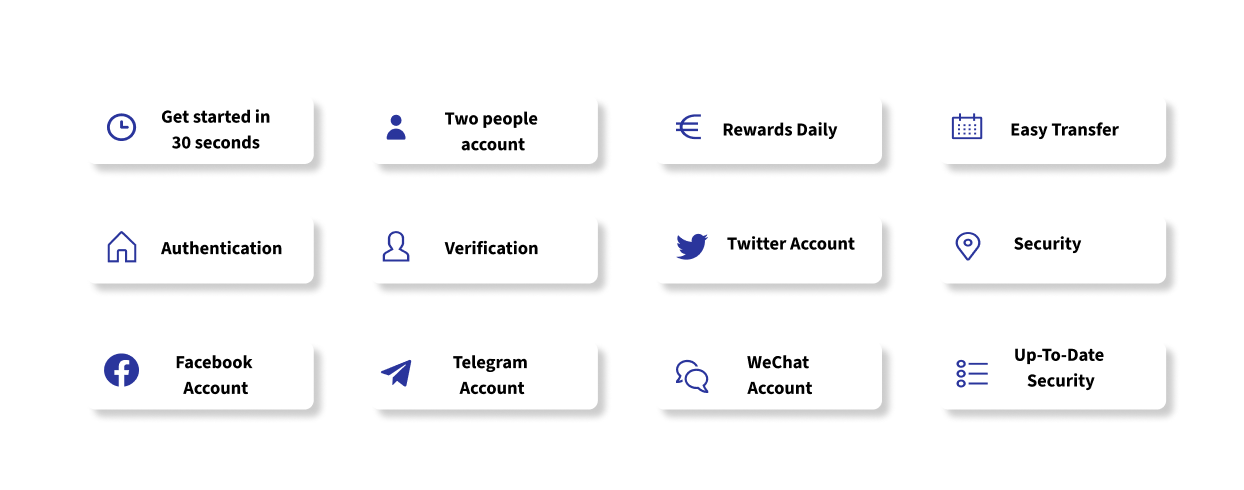 Get started in
30 seconds
Two people
account
Rewards Daily
Easy Transfer
Authentication
Verification
Twitter Account
Security
Facebook
Account
Telegram
Account
WeChat
Account
Up-To-Date
Security